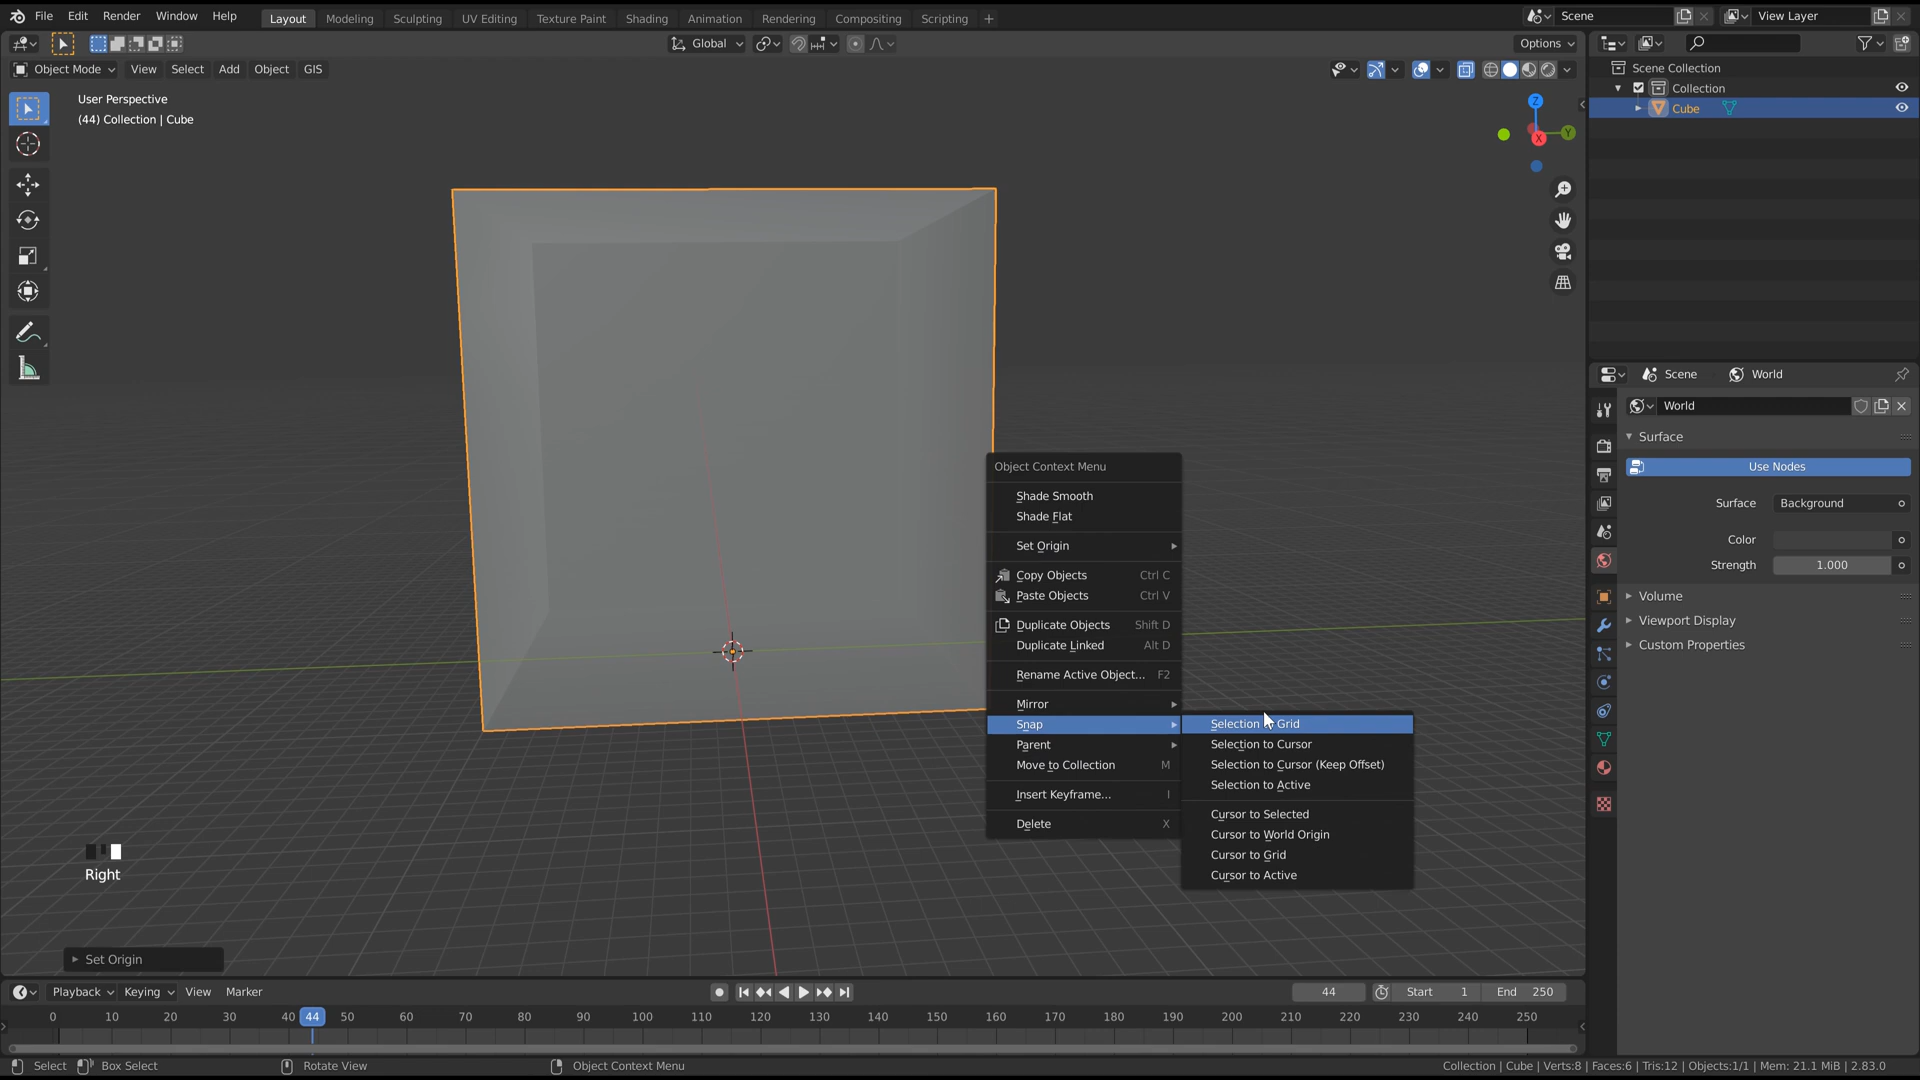 File Edit Render Window Help Layout Modeling Sculpting UV Editing Texture Paint Shading Animation Rendering Compositing Scripting + Scene View Layer
Global Options
Object Mode View Select Add Object GIS
User Perspective
(44) Collection | Cube
Z
Y
X
Scene Collection
Collection
Cube
Scene World
World
Surface
Use Nodes
Surface Background
Color
Strength 1.000
Volume
Viewport Display
Custom Properties
Object Context Menu
Shade Smooth
Shade Flat
Set Origin
Copy Objects Ctrl C
Paste Objects Ctrl V
Duplicate Objects Shift D
Duplicate Linked Alt D
Rename Active Object... F2
Mirror
Snap
Parent
Move to Collection M
Insert Keyframe... I
Delete X
Selection Grid
Selection to Cursor
Selection to Cursor (Keep Offset)
Selection to Active
Cursor to Selected
Cursor to World Origin
Cursor to Grid
Cursor to Active
Right
Set Origin
Playback Keying View Marker 44 Start 1 End 250
0 10 20 30 40 44 50 60 70 80 90 100 110 120 130 140 150 160 170 180 190 200 210 220 230 240 250
Select Box Select Rotate View Object Context Menu Collection | Cube | Verts:8 | Faces:6 | Tris:12 | Objects:1/1 | Mem: 21.1 MiB | 2.83.0